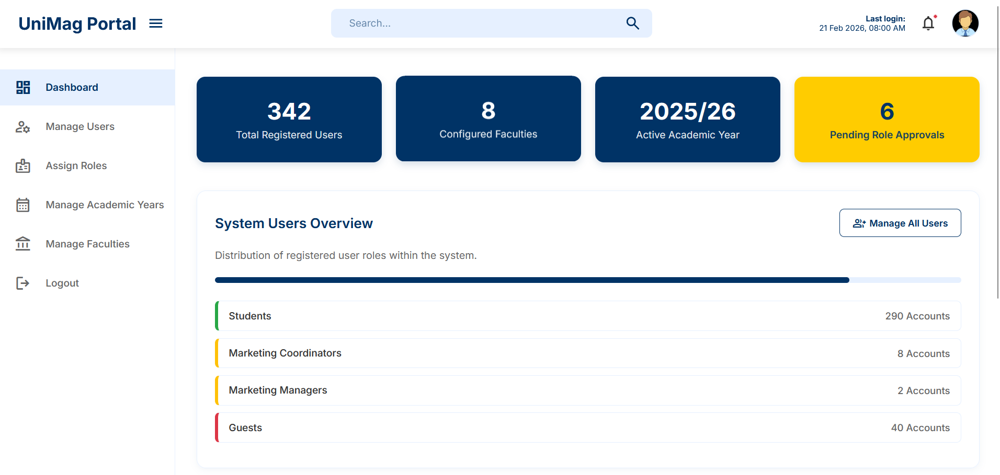 UniMag Portal
Search...
Last login:
21 Feb 2026, 08:00 AM
Dashboard
Manage Users
Assign Roles
Manage Academic Years
Manage Faculties
Logout
342
Total Registered Users
8
Configured Faculties
2025/26
Active Academic Year
6
Pending Role Approvals
System Users Overview
Manage All Users
Distribution of registered user roles within the system.
Students
290 Accounts
Marketing Coordinators
8 Accounts
Marketing Managers
2 Accounts
Guests
40 Accounts